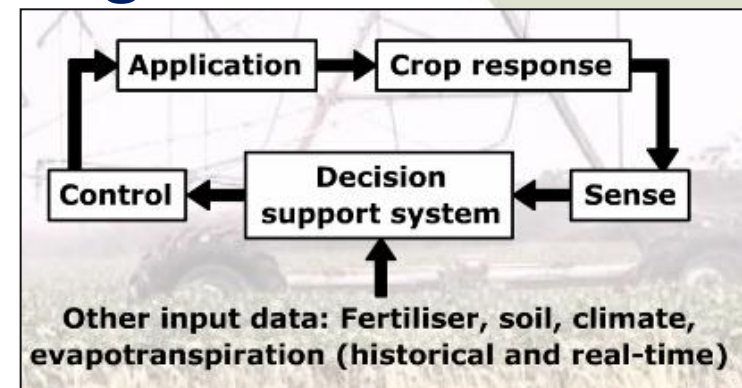 Application
Crop response
Control
Decision
support system
Sense
Other input data: Fertiliser, soil, climate,
evapotranspiration (historical and real-time)